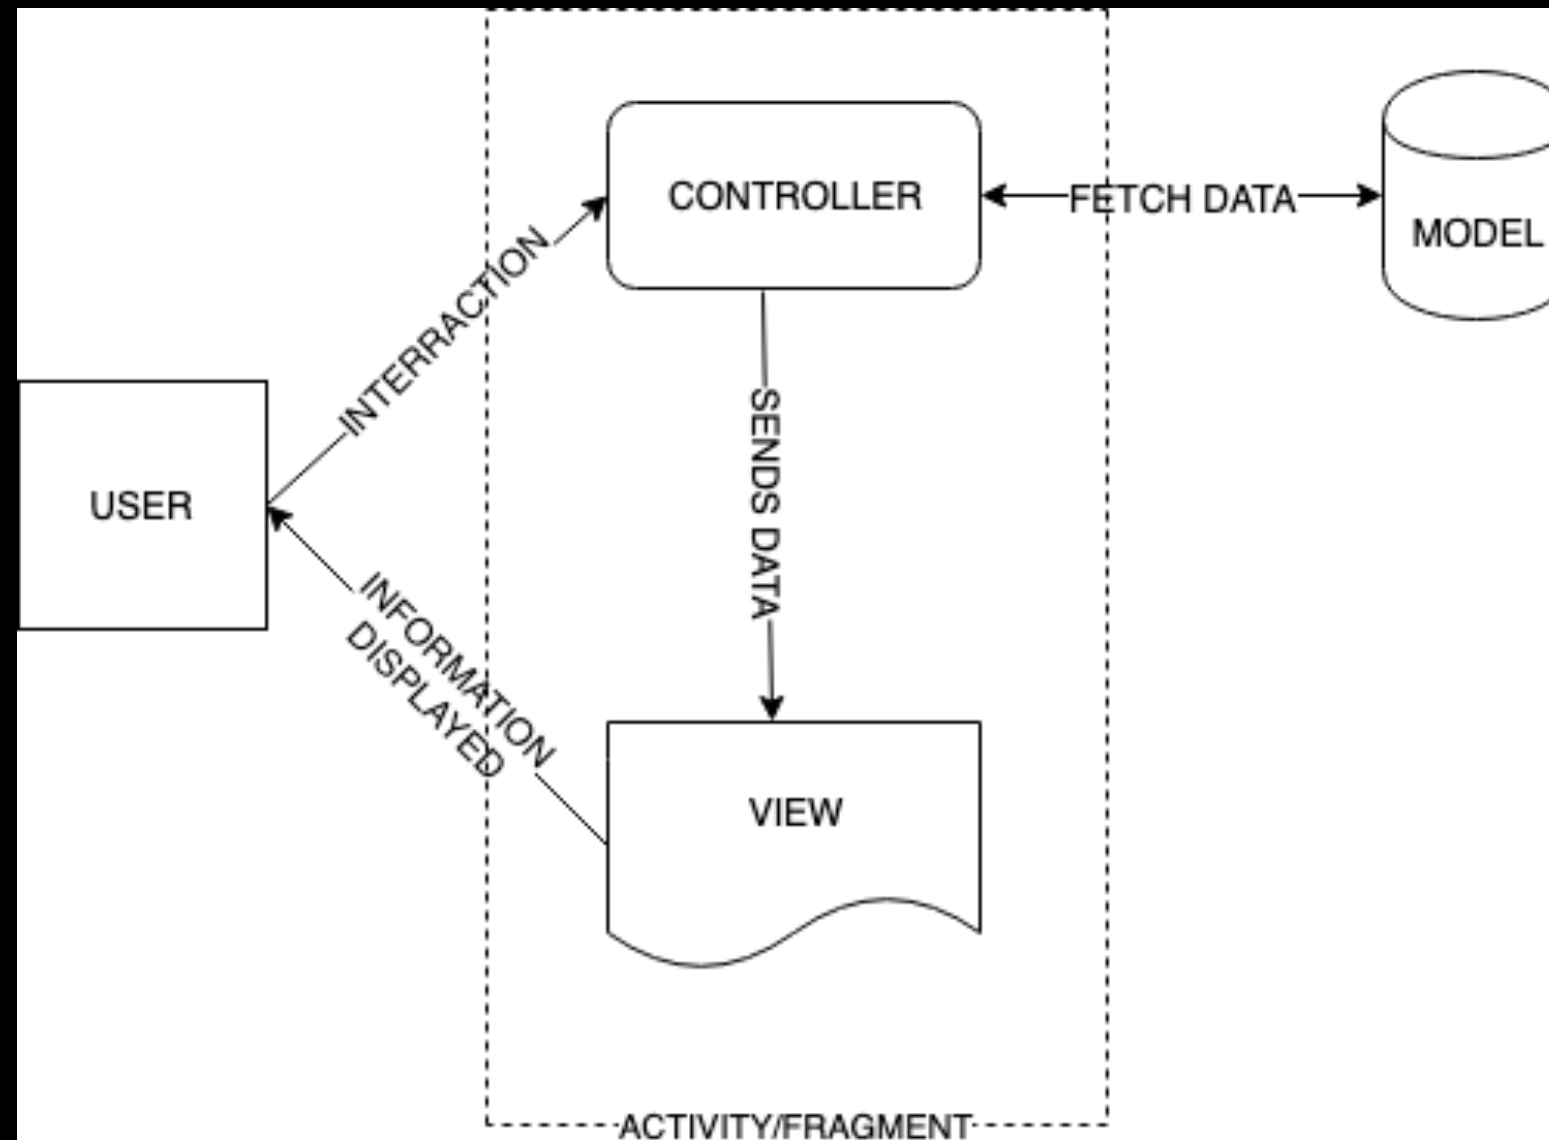 CONTROLLER
FETCH DATA
MODEL
INTERRACTION
SENDS DATA
USER
INFORMATION
DISPLAYED
VIEW
ACTIVITY/FRAGMENT